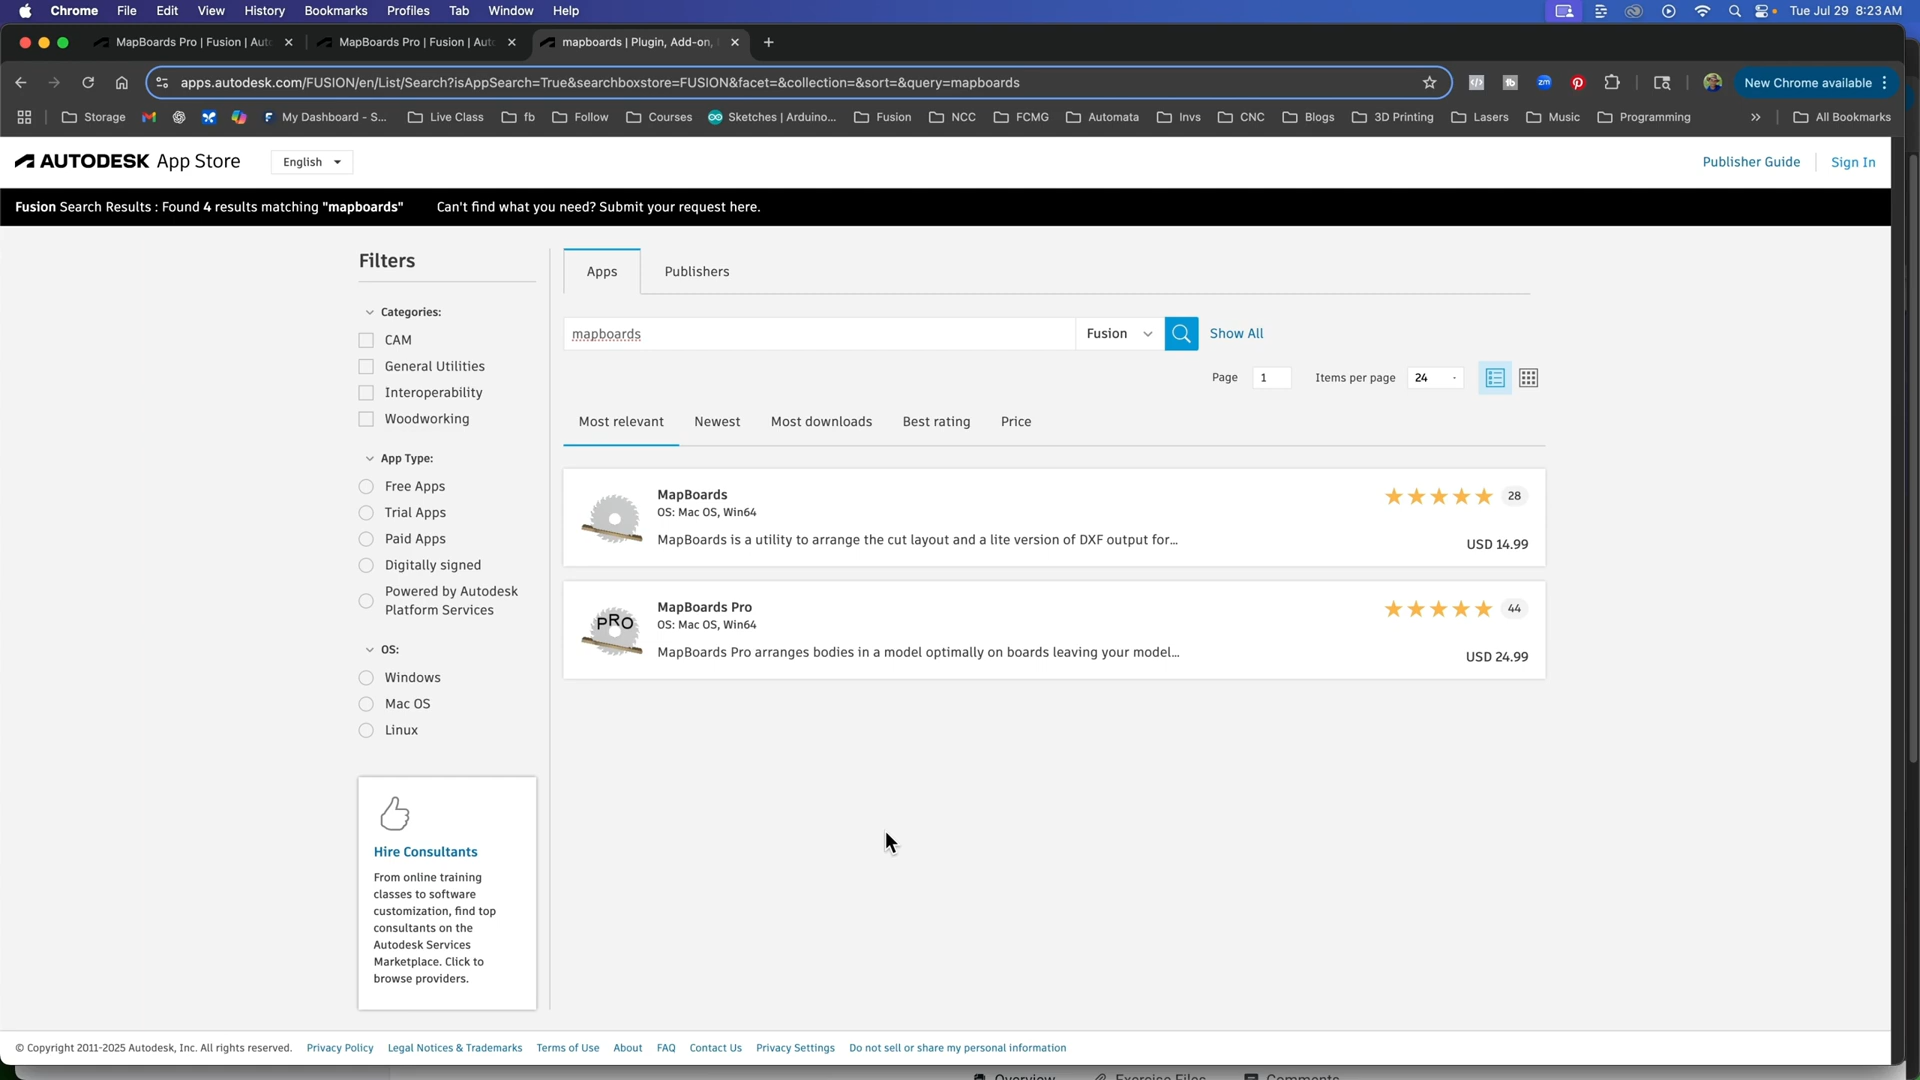 Chrome File Edit View History Bookmarks Profiles Tab Window Help
Tue Jul 29 8:23 AM
MapBoards Pro | Fusion | Aut
MapBoards Pro | Fusion | Aut
mapboards | Plugin, Add-on,
apps.autodesk.com/FUSION/en/List/Search?isAppSearch=True&searchboxstore=FUSION&facet=&collection=&sort=&query=mapboards
zm
New Chrome available
Storage
My Dashboard - S...
Live Class
fb
Follow
Courses
Sketches | Arduino...
Fusion
NCC
FCMG
Automata
Invs
CNC
Blogs
3D Printing
Lasers
Music
Programming
All Bookmarks
AUTODESK App Store
English
Publisher Guide
Sign In
Fusion Search Results : Found 4 results matching "mapboards"
Can't find what you need? Submit your request here.
Filters
Categories:
CAM
General Utilities
Interoperability
Woodworking
App Type:
Free Apps
Trial Apps
Paid Apps
Digitally signed
Powered by Autodesk
Platform Services
OS:
Windows
Mac OS
Linux
Hire Consultants
From online training
classes to software
customization, find top
consultants on the
Autodesk Services
Marketplace. Click to
browse providers.
Apps
Publishers
mapboards
Fusion
Show All
Page 1
Items per page 24
Most relevant
Newest
Most downloads
Best rating
Price
MapBoards
OS: Mac OS, Win64
MapBoards is a utility to arrange the cut layout and a lite version of DXF output for...
28
USD 14.99
PRO
MapBoards Pro
OS: Mac OS, Win64
MapBoards Pro arranges bodies in a model optimally on boards leaving your model...
44
USD 24.99
© Copyright 2011-2025 Autodesk, Inc. All rights reserved.
Privacy Policy
Legal Notices & Trademarks
Terms of Use
About
FAQ
Contact Us
Privacy Settings
Do not sell or share my personal information
Overview
Exercise Files
Comments